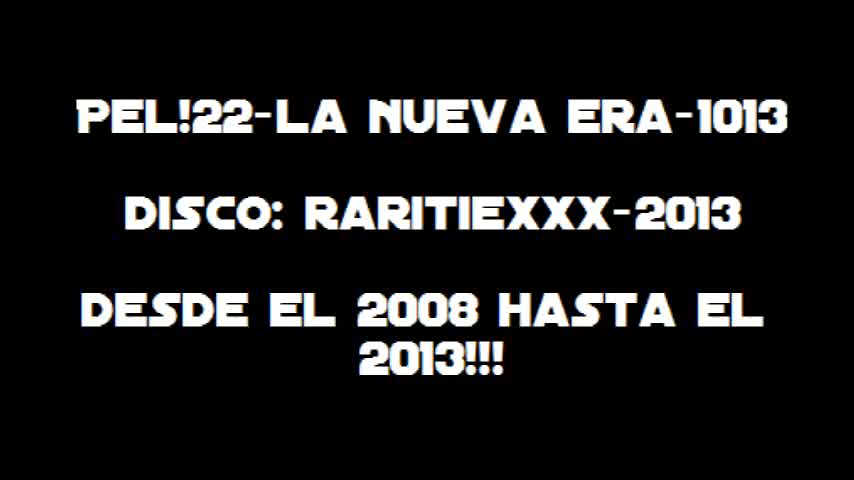 PEL!22-LA NUEVA ERA-1013
DISCO: RARITIEXXX-2013
DESDE EL 2008 HASTA EL
2013!!!